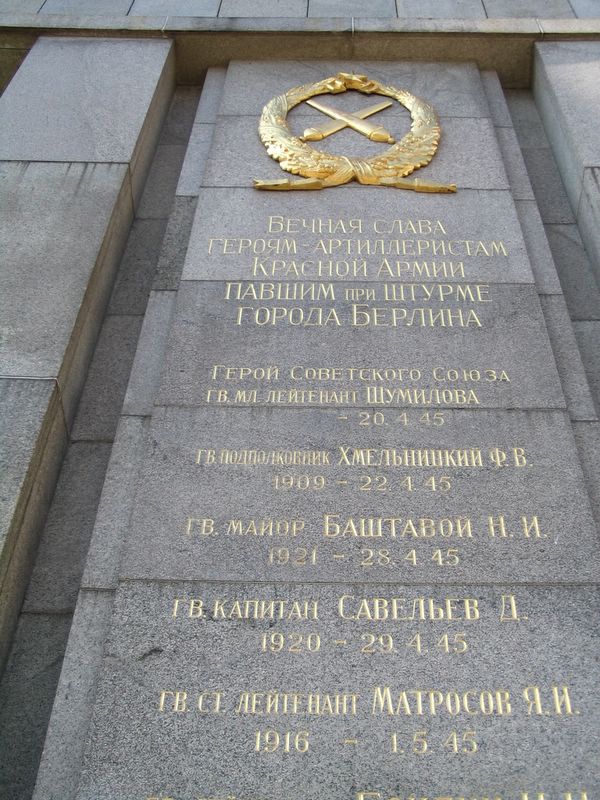 Вечная слава
героям-артиллеристам
Красной Армии
павшим при штурме
города Берлина
Герой Советского Союза
гв. мл. лейтенант Шумилова
- 20. 4. 45
гв. подполковник Хмельницкий Ф. В.
1909 - 22. 4. 45
гв. майор Баштавой Н. И.
1921 - 28. 4. 45
гв. капитан Савельев Д.
1920 - 29. 4. 45
гв. ст. лейтенант Матросов Я. И.
1916 - 1. 5. 45